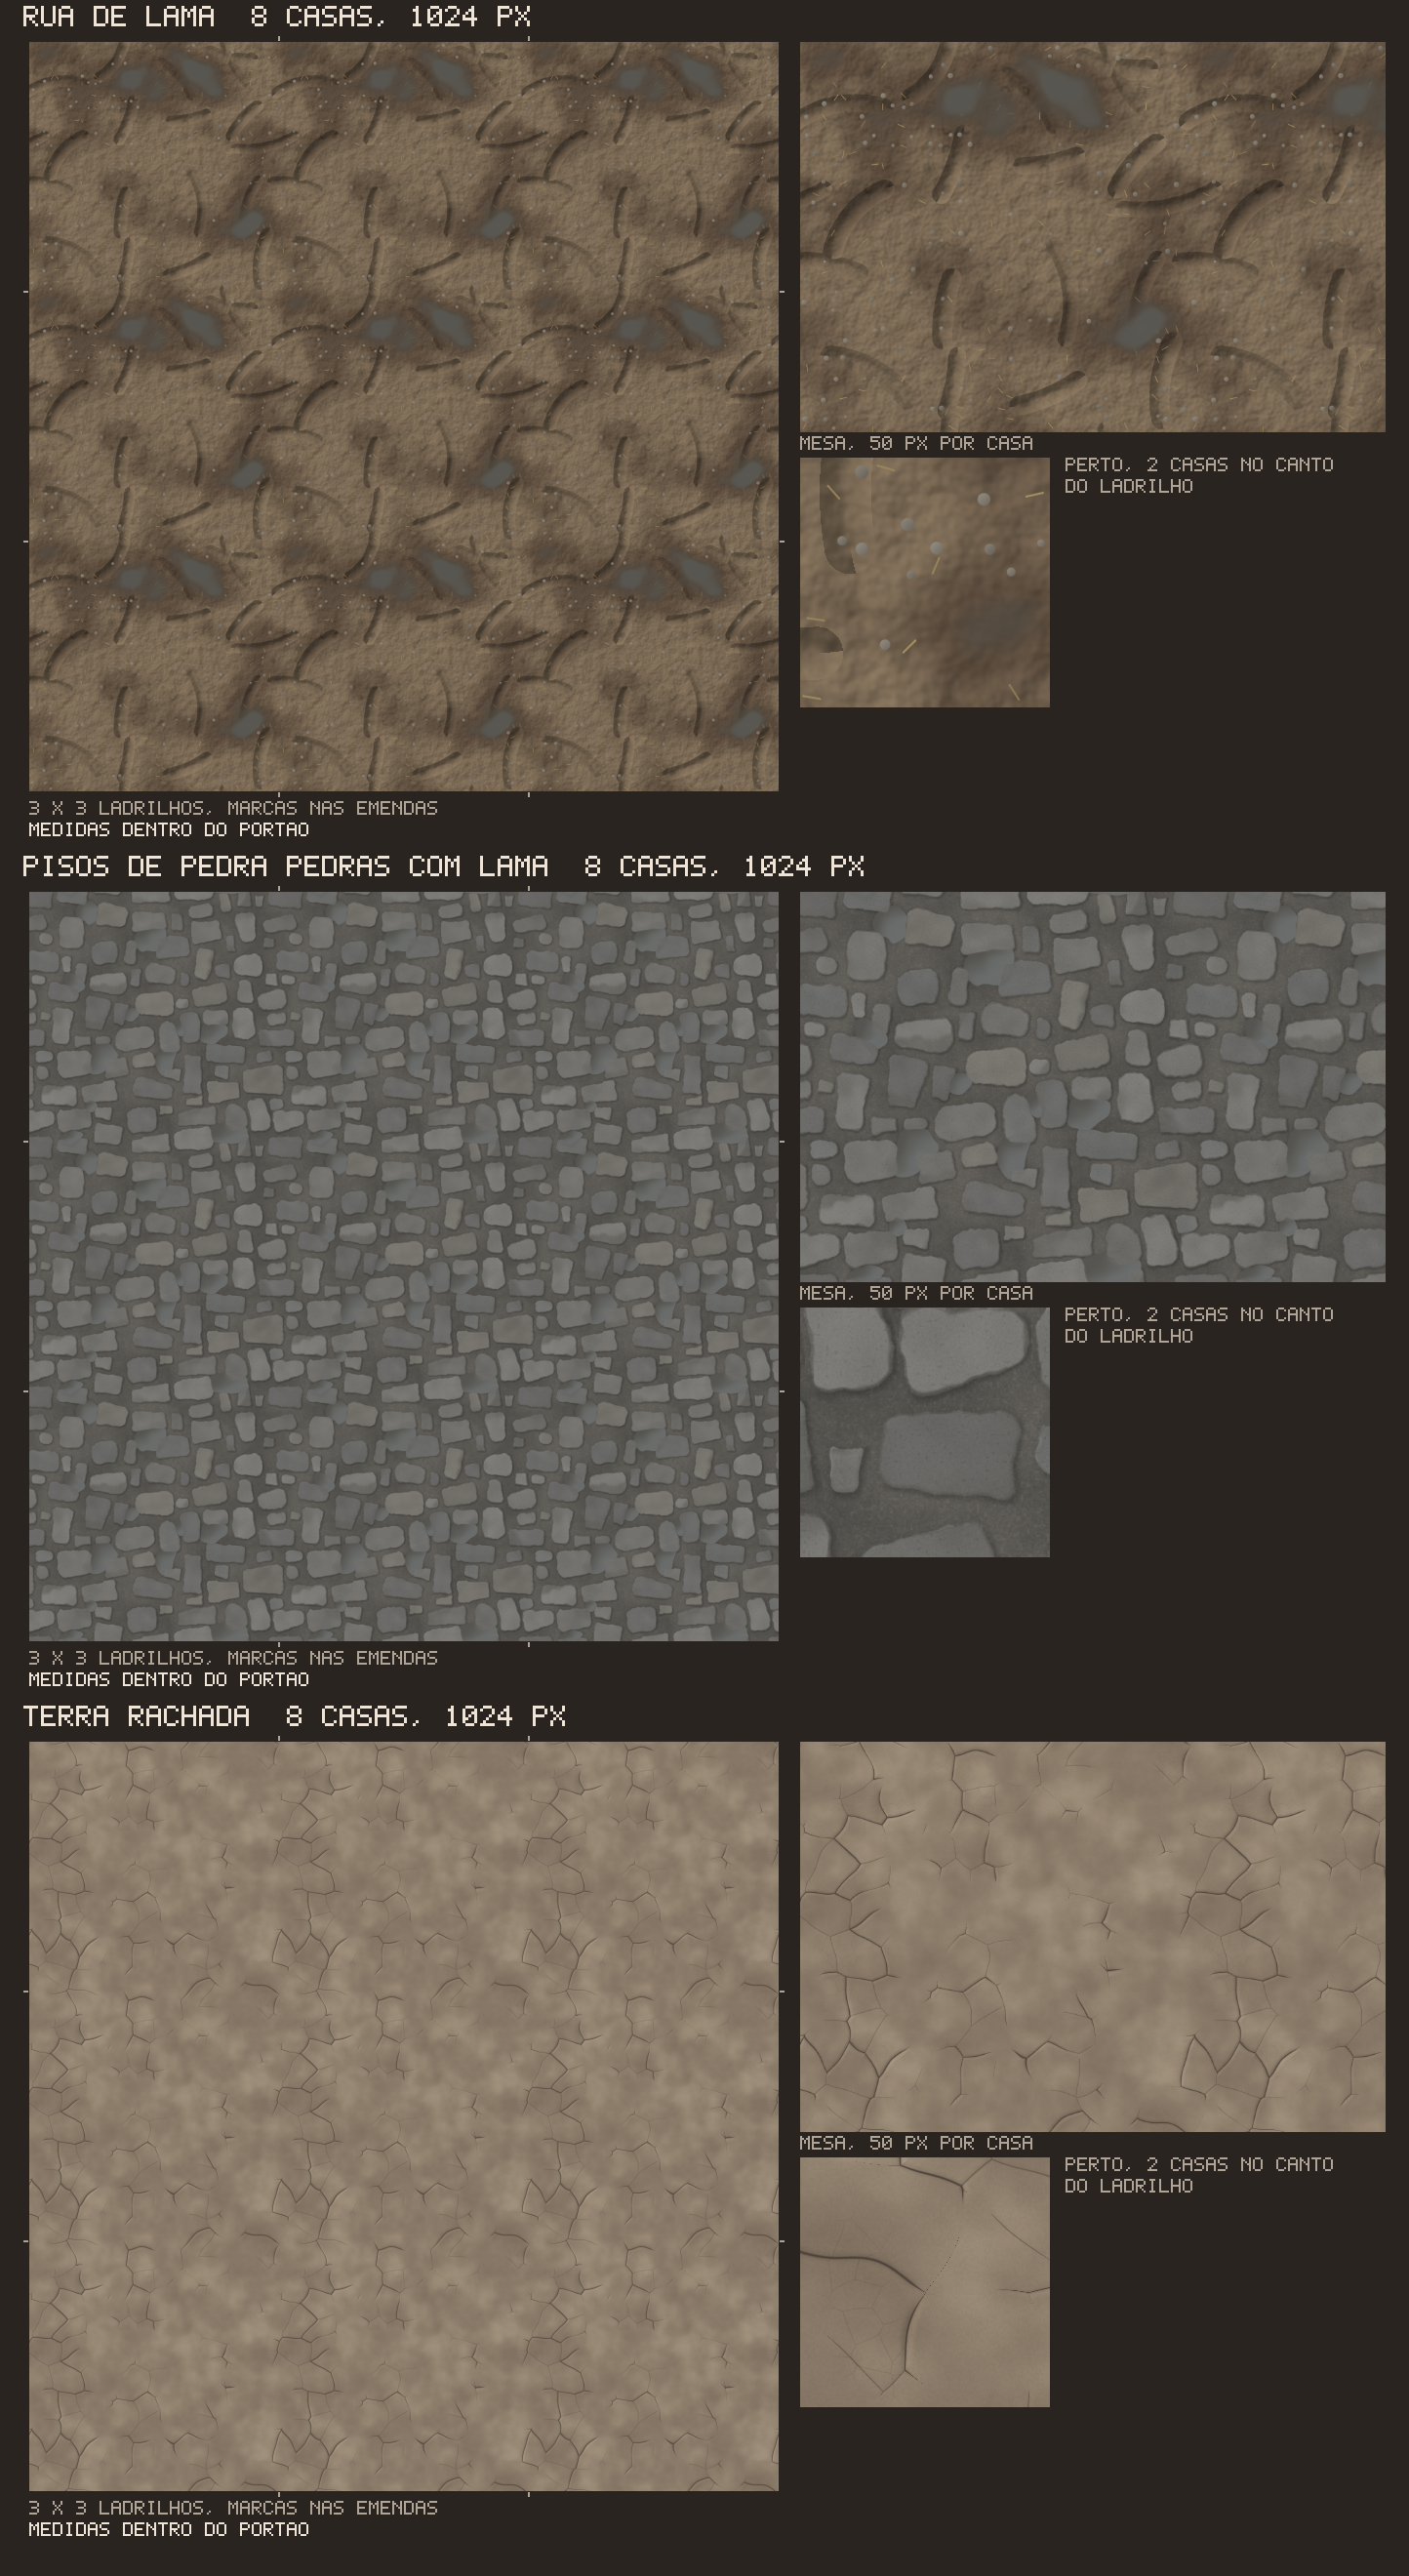 RUA DE LAMA  8 CASAS, 1024 PX
MESA, 50 PX POR CASA
PERTO, 2 CASAS NO CANTO
DO LADRILHO
3 X 3 LADRILHOS, MARCAS NAS EMENDAS
MEDIDAS DENTRO DO PORTAO
PISOS DE PEDRA PEDRAS COM LAMA  8 CASAS, 1024 PX
MESA, 50 PX POR CASA
PERTO, 2 CASAS NO CANTO
DO LADRILHO
3 X 3 LADRILHOS, MARCAS NAS EMENDAS
MEDIDAS DENTRO DO PORTAO
TERRA RACHADA  8 CASAS, 1024 PX
MESA, 50 PX POR CASA
PERTO, 2 CASAS NO CANTO
DO LADRILHO
3 X 3 LADRILHOS, MARCAS NAS EMENDAS
MEDIDAS DENTRO DO PORTAO